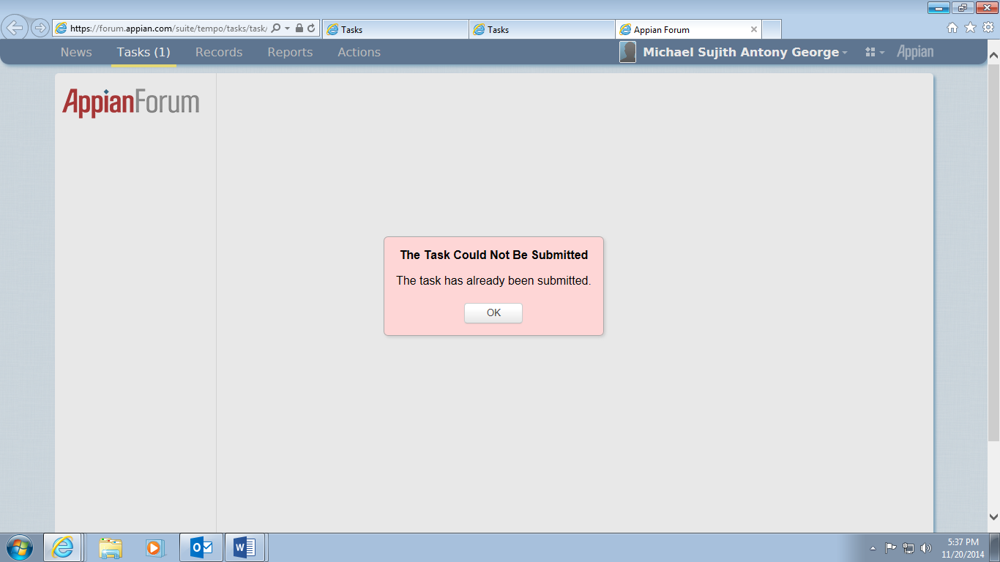 https://forum.appian.com/suite/tempo/tasks/task/
Tasks
Tasks
Appian Forum
News
Tasks (1)
Records
Reports
Actions
Michael Sujith Antony George
Appian
AppianForum
The Task Could Not Be Submitted
The task has already been submitted.
OK
5:37 PM
11/20/2014